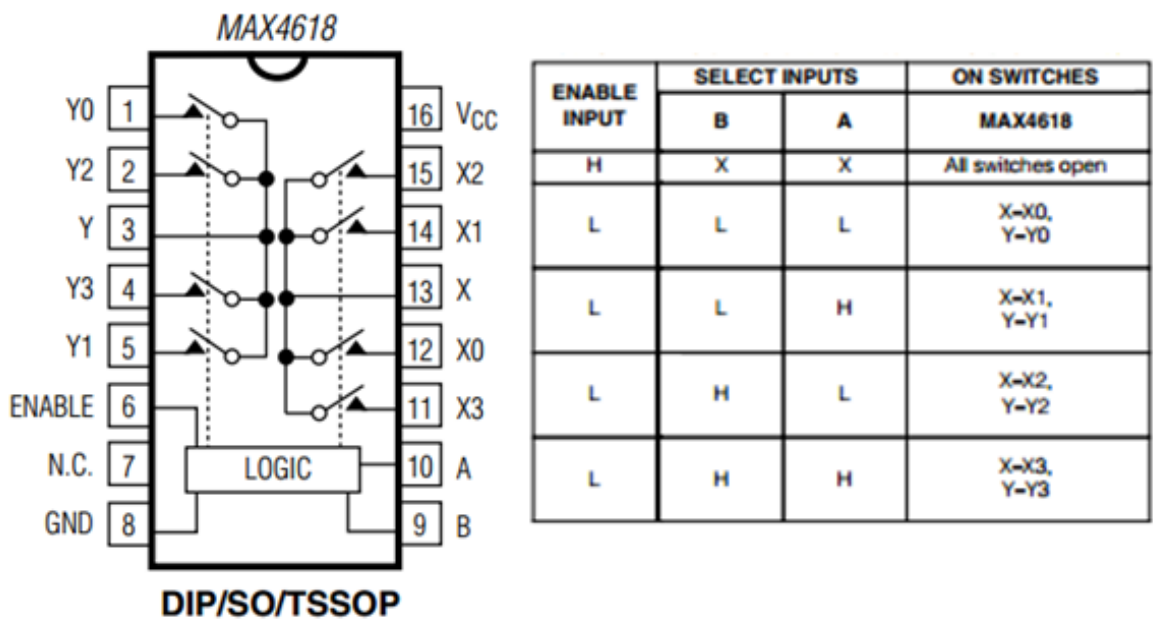 MAX4618
Y0 1 16 VCC
Y2 2 15 X2
Y 3 14 X1
Y3 4 13 X
Y1 5 12 X0
ENABLE 6 11 X3
N.C. 7 LOGIC 10 A
GND 8 9 B
DIP/SO/TSSOP
ENABLE INPUT SELECT INPUTS ON SWITCHES
B A MAX4618
H X X All switches open
L L L X–X0,
Y–Y0
L L H X–X1,
Y–Y1
L H L X–X2,
Y–Y2
L H H X–X3,
Y–Y3